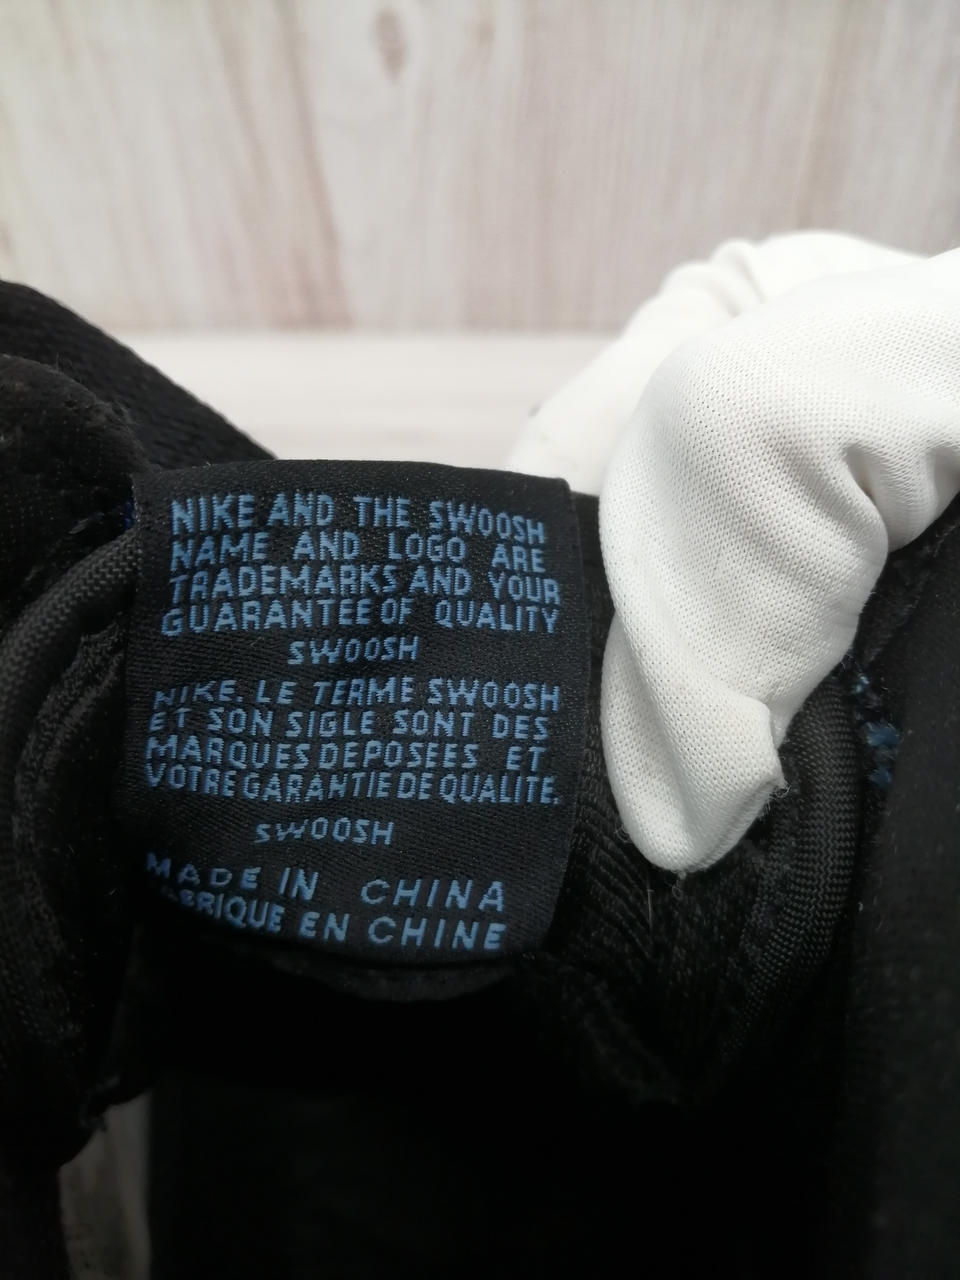 NIKE AND THE SWOOSH
NAME AND LOGO ARE
TRADEMARKS AND YOUR
GUARANTEE OF QUALITY
SWOOSH
NIKE. LE TERME SWOOSH
ET SON SIGLE SONT DES
MARQUES DEPOSEES ET
VOTRE GARANTIE DE QUALITE.
SWOOSH
MADE IN CHINA
FABRIQUE EN CHINE